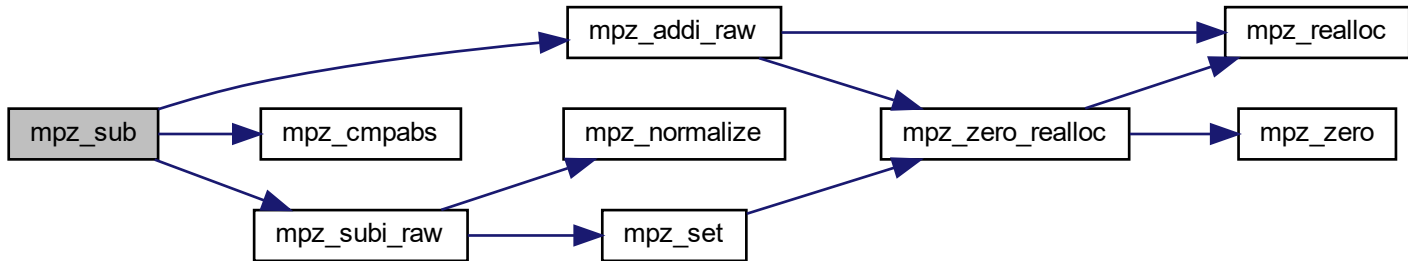 mpz_sub
mpz_addi_raw
mpz_cmpabs
mpz_subi_raw
mpz_normalize
mpz_set
mpz_zero_realloc
mpz_realloc
mpz_zero